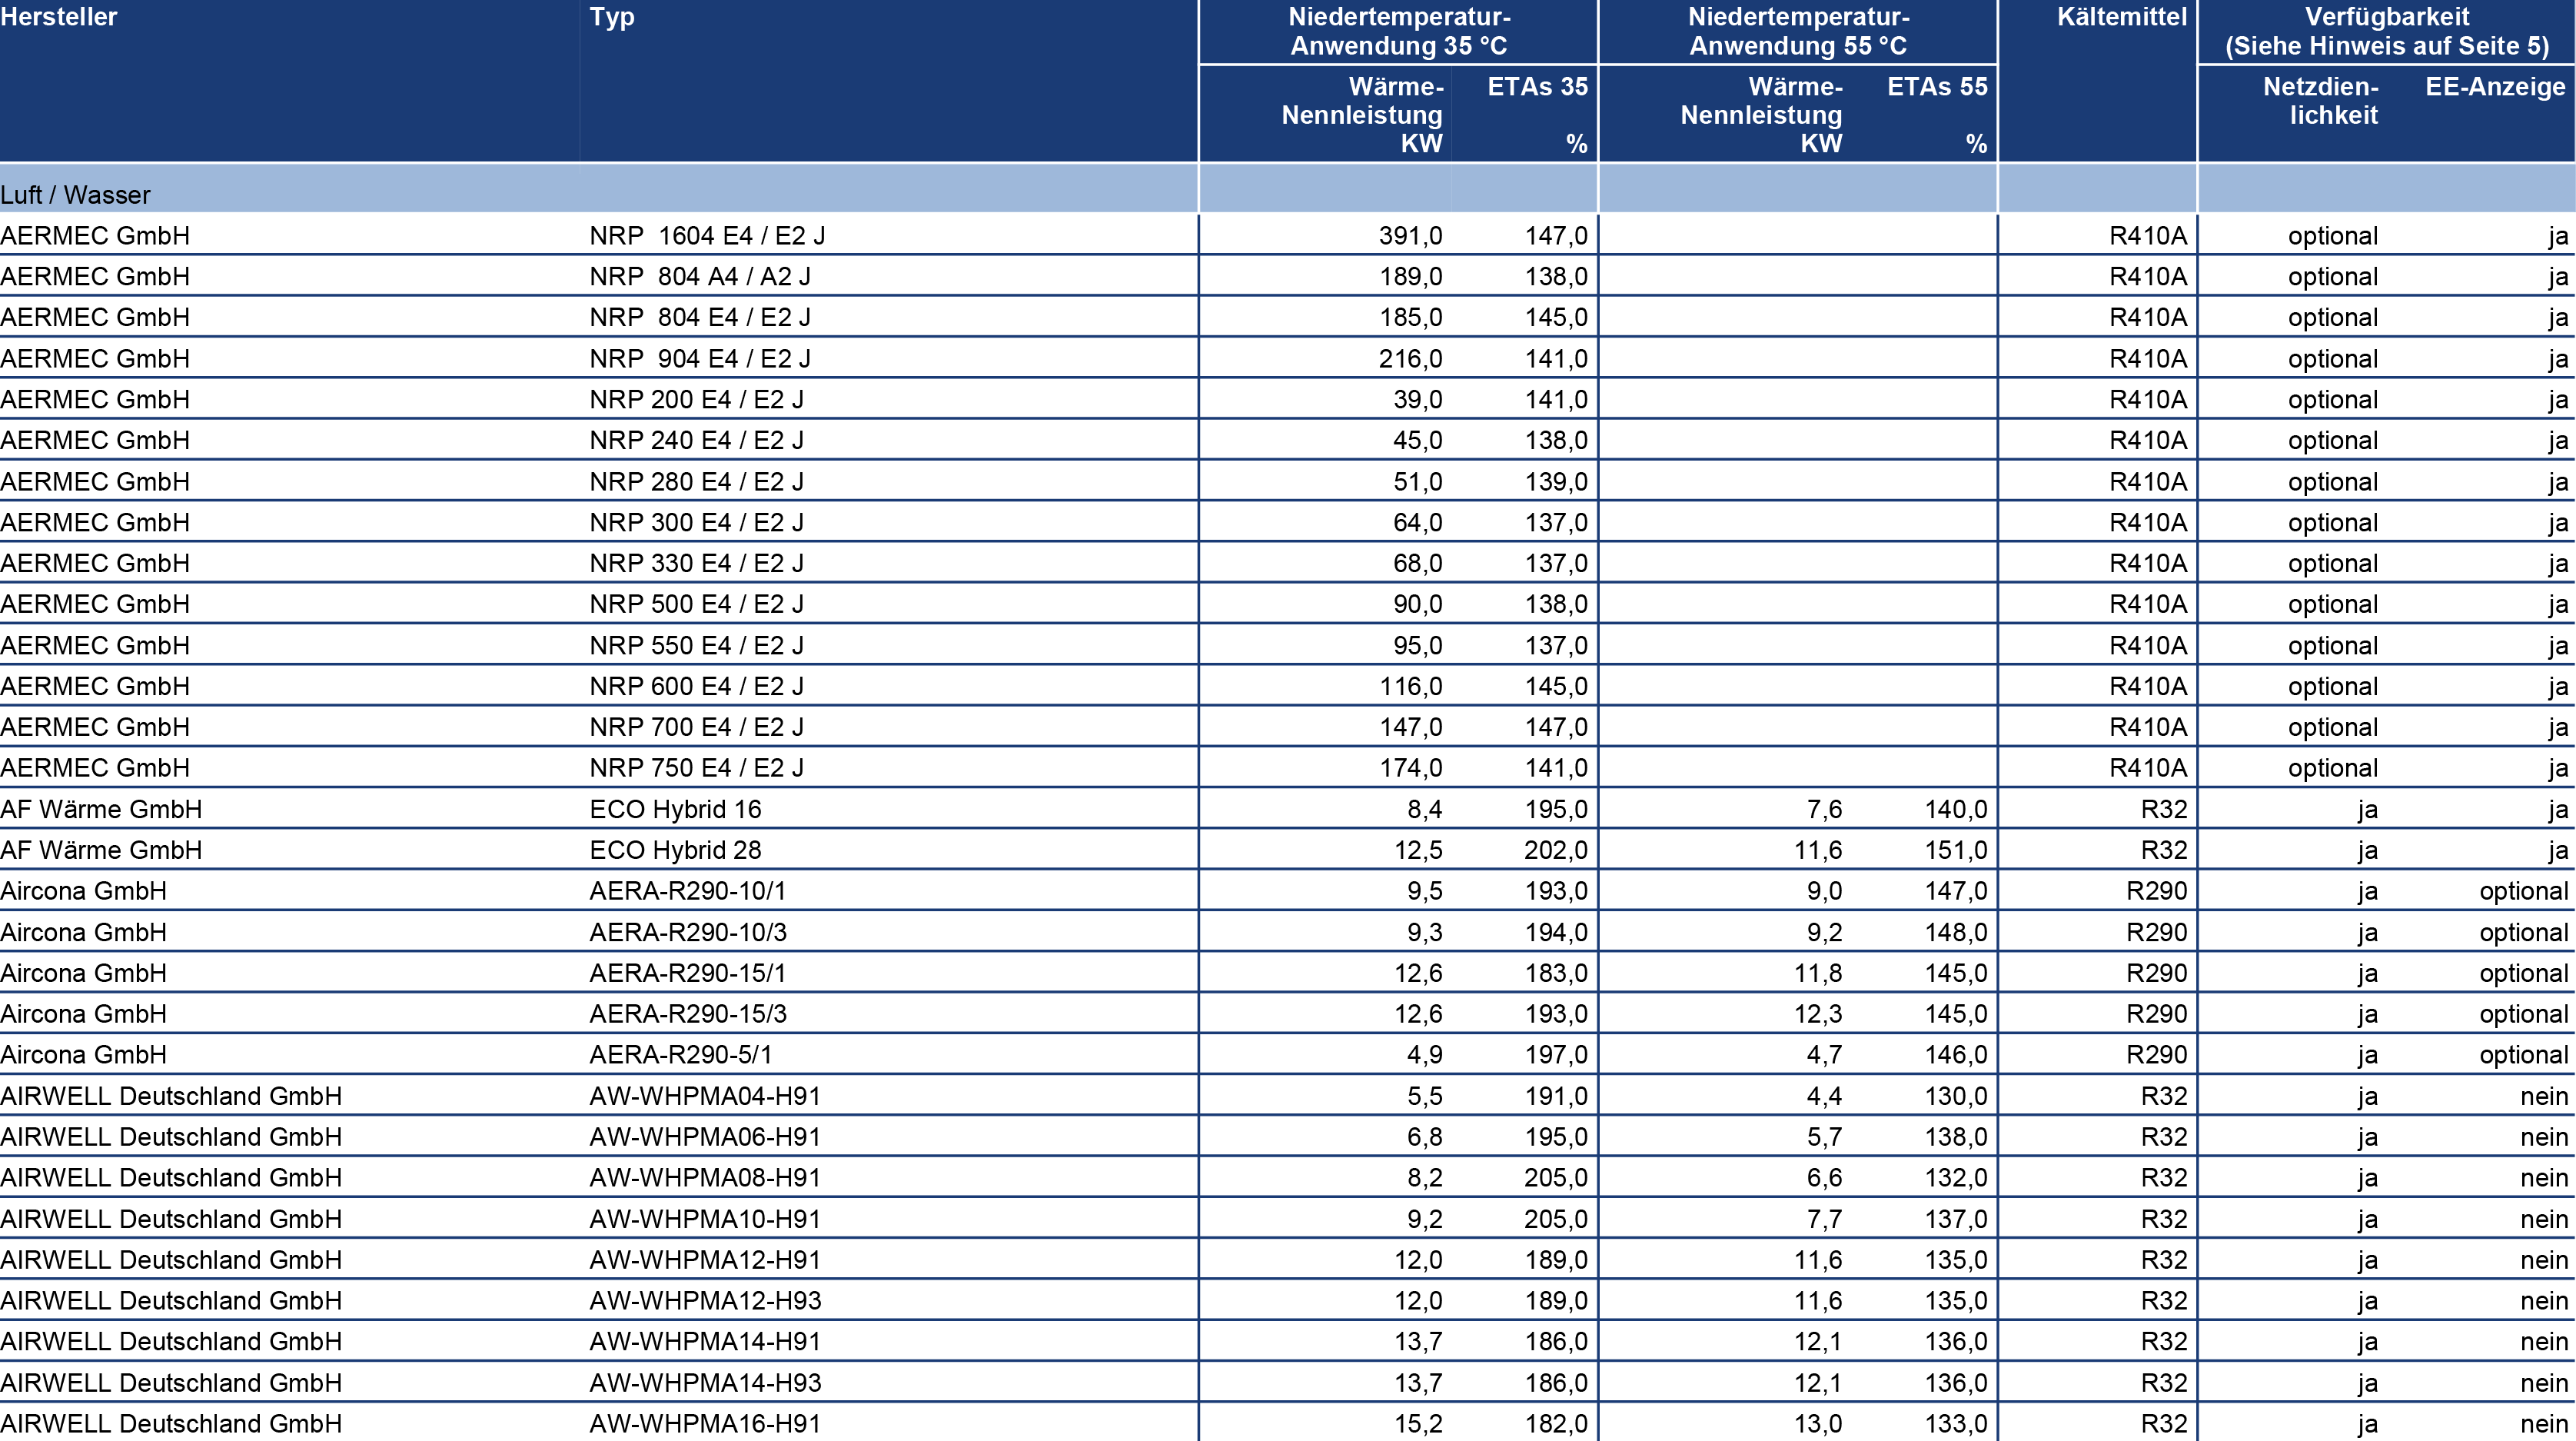 Hersteller Typ Niedertemperatur- Niedertemperatur- Kältemittel Verfügbarkeit
Anwendung 35 °C Anwendung 55 °C (Siehe Hinweis auf Seite 5)
Wärme- ETAs 35 Wärme- ETAs 55 Netzdien- EE-Anzeige
Nennleistung Nennleistung lichkeit
KW % KW %
Luft / Wasser
AERMEC GmbH NRP  1604 E4 / E2 J 391,0 147,0 R410A optional ja
AERMEC GmbH NRP  804 A4 / A2 J 189,0 138,0 R410A optional ja
AERMEC GmbH NRP  804 E4 / E2 J 185,0 145,0 R410A optional ja
AERMEC GmbH NRP  904 E4 / E2 J 216,0 141,0 R410A optional ja
AERMEC GmbH NRP 200 E4 / E2 J 39,0 141,0 R410A optional ja
AERMEC GmbH NRP 240 E4 / E2 J 45,0 138,0 R410A optional ja
AERMEC GmbH NRP 280 E4 / E2 J 51,0 139,0 R410A optional ja
AERMEC GmbH NRP 300 E4 / E2 J 64,0 137,0 R410A optional ja
AERMEC GmbH NRP 330 E4 / E2 J 68,0 137,0 R410A optional ja
AERMEC GmbH NRP 500 E4 / E2 J 90,0 138,0 R410A optional ja
AERMEC GmbH NRP 550 E4 / E2 J 95,0 137,0 R410A optional ja
AERMEC GmbH NRP 600 E4 / E2 J 116,0 145,0 R410A optional ja
AERMEC GmbH NRP 700 E4 / E2 J 147,0 147,0 R410A optional ja
AERMEC GmbH NRP 750 E4 / E2 J 174,0 141,0 R410A optional ja
AF Wärme GmbH ECO Hybrid 16 8,4 195,0 7,6 140,0 R32 ja ja
AF Wärme GmbH ECO Hybrid 28 12,5 202,0 11,6 151,0 R32 ja ja
Aircona GmbH AERA-R290-10/1 9,5 193,0 9,0 147,0 R290 ja optional
Aircona GmbH AERA-R290-10/3 9,3 194,0 9,2 148,0 R290 ja optional
Aircona GmbH AERA-R290-15/1 12,6 183,0 11,8 145,0 R290 ja optional
Aircona GmbH AERA-R290-15/3 12,6 193,0 12,3 145,0 R290 ja optional
Aircona GmbH AERA-R290-5/1 4,9 197,0 4,7 146,0 R290 ja optional
AIRWELL Deutschland GmbH AW-WHPMA04-H91 5,5 191,0 4,4 130,0 R32 ja nein
AIRWELL Deutschland GmbH AW-WHPMA06-H91 6,8 195,0 5,7 138,0 R32 ja nein
AIRWELL Deutschland GmbH AW-WHPMA08-H91 8,2 205,0 6,6 132,0 R32 ja nein
AIRWELL Deutschland GmbH AW-WHPMA10-H91 9,2 205,0 7,7 137,0 R32 ja nein
AIRWELL Deutschland GmbH AW-WHPMA12-H91 12,0 189,0 11,6 135,0 R32 ja nein
AIRWELL Deutschland GmbH AW-WHPMA12-H93 12,0 189,0 11,6 135,0 R32 ja nein
AIRWELL Deutschland GmbH AW-WHPMA14-H91 13,7 186,0 12,1 136,0 R32 ja nein
AIRWELL Deutschland GmbH AW-WHPMA14-H93 13,7 186,0 12,1 136,0 R32 ja nein
AIRWELL Deutschland GmbH AW-WHPMA16-H91 15,2 182,0 13,0 133,0 R32 ja nein